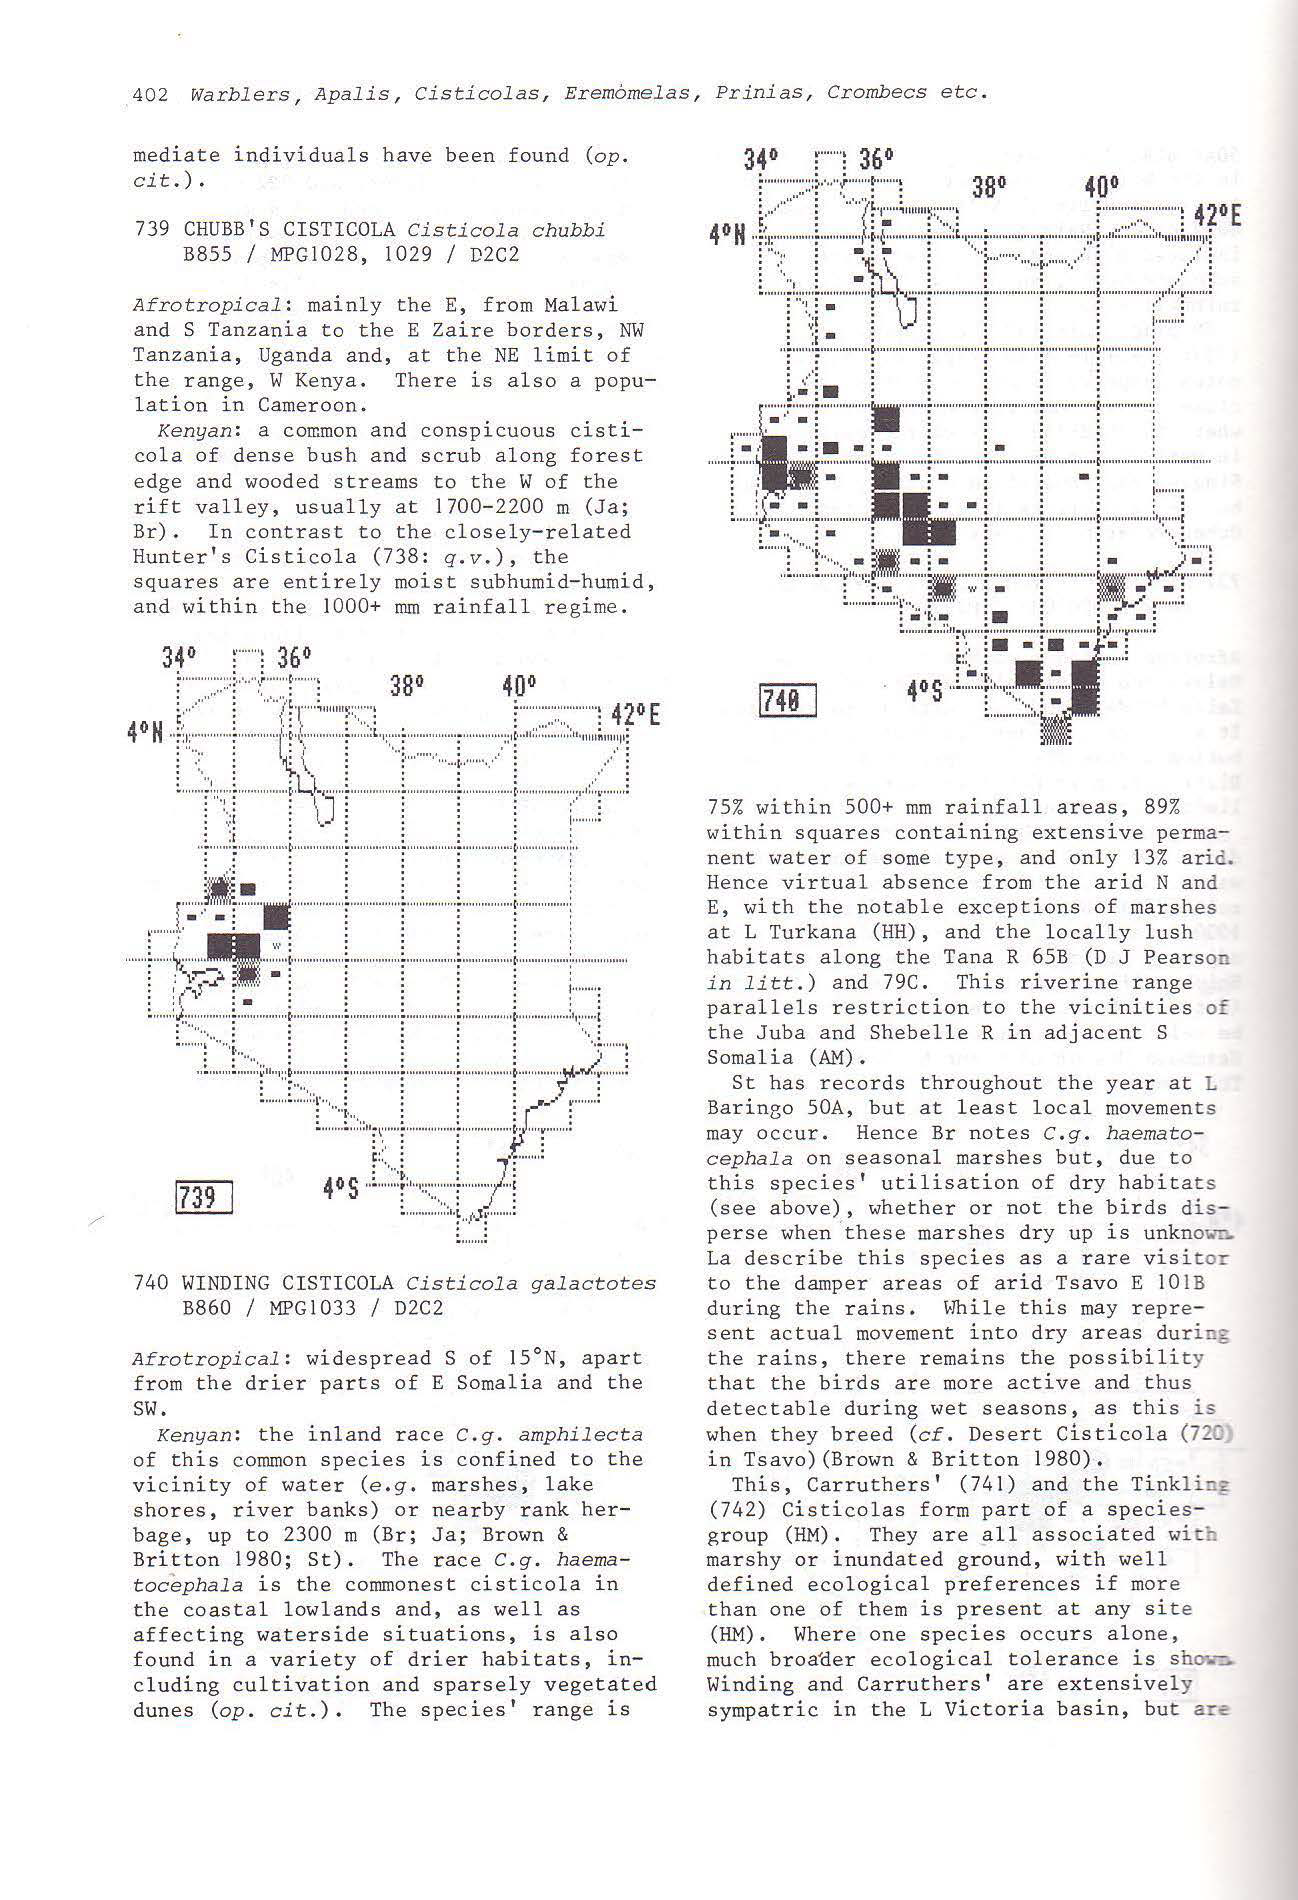 402 Warblers, Apalis, Cisticolas, Eremomelas, Prinias, Crombecs etc.
mediate individuals have been found (op.
cit.).
739 CHUBB'S CISTICOLA Cisticola chubbi
B855 / MPG1028, 1029 / D2C2
Afrotropical: mainly the E, from Malawi
and S Tanzania to the E Zaire borders, NW
Tanzania, Uganda and, at the NE limit of
the range, W Kenya. There is also a popu-
lation in Cameroon.
Kenyan: a common and conspicuous cisti-
cola of dense bush and scrub along forest
edge and wooded streams to the W of the
rift valley, usually at 1700-2200 m (Ja;
Br). In contrast to the closely-related
Hunter's Cisticola (738: q.v.), the
squares are entirely moist subhumid-humid,
and within the 1000+ mm rainfall regime.
34° 36°
38° 40°
42°E
4°N
W
4°S
739
740 WINDING CISTICOLA Cisticola galactotes
B860 / MPG1033 / D2C2
Afrotropical: widespread S of 15°N, apart
from the drier parts of E Somalia and the
SW.
Kenyan: the inland race C.g. amphilecta
of this common species is confined to the
vicinity of water (e.g. marshes, lake
shores, river banks) or nearby rank her-
bage, up to 2300 m (Br; Ja; Brown &
Britton 1980; St). The race C.g. haema-
tocephala is the commonest cisticola in
the coastal lowlands and, as well as
affecting waterside situations, is also
found in a variety of drier habitats, in-
cluding cultivation and sparsely vegetated
dunes (op. cit.). The species' range is
34° 36°
38° 40°
42°E
4°N
W
4°S
740
75% within 500+ mm rainfall areas, 89%
within squares containing extensive perma-
nent water of some type, and only 13% arid.
Hence virtual absence from the arid N and
E, with the notable exceptions of marshes
at L Turkana (HH), and the locally lush
habitats along the Tana R 65B (D J Pearson
in litt.) and 79C. This riverine range
parallels restriction to the vicinities of
the Juba and Shebelle R in adjacent S
Somalia (AM).
St has records throughout the year at L
Baringo 50A, but at least local movements
may occur. Hence Br notes C.g. haemato-
cephala on seasonal marshes but, due to
this species' utilisation of dry habitats
(see above), whether or not the birds dis-
perse when these marshes dry up is unknown.
La describe this species as a rare visitor
to the damper areas of arid Tsavo E 101B
during the rains. While this may repre-
sent actual movement into dry areas during
the rains, there remains the possibility
that the birds are more active and thus
detectable during wet seasons, as this is
when they breed (cf. Desert Cisticola (720)
in Tsavo)(Brown & Britton 1980).
This, Carruthers' (741) and the Tinkling
(742) Cisticolas form part of a species-
group (HM). They are all associated with
marshy or inundated ground, with well
defined ecological preferences if more
than one of them is present at any site
(HM). Where one species occurs alone,
much broader ecological tolerance is shown.
Winding and Carruthers' are extensively
sympatric in the L Victoria basin, but are